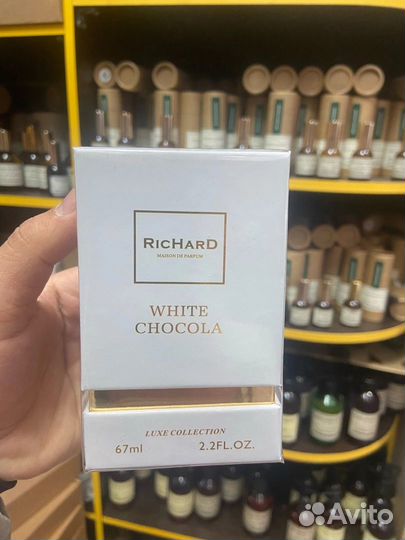 RICHARD
MAISON DE PARFUM
WHITE
CHOCOLA
LUXE COLLECTION
67ml 2.2FL.OZ.
Avito